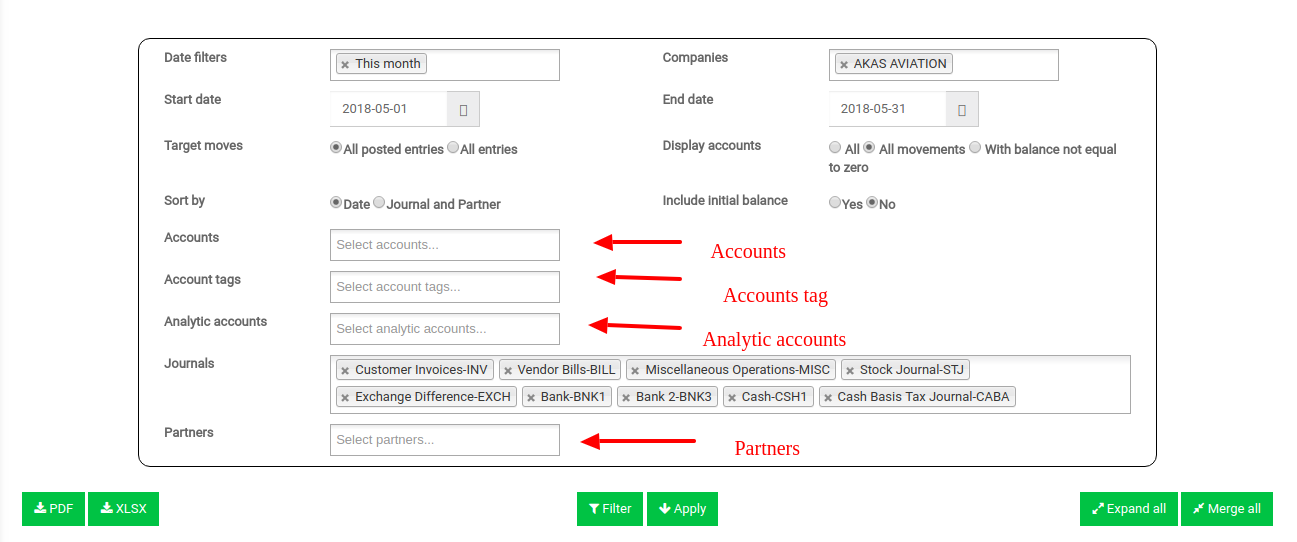 Date filters × This month Companies × AKAS AVIATION
Start date 2018-05-01 End date 2018-05-31
Target moves All posted entries All entries Display accounts All All movements With balance not equal
to zero
Sort by Date Journal and Partner Include initial balance Yes No
Accounts Select accounts... Accounts
Account tags Select account tags... Accounts tag
Analytic accounts Select analytic accounts... Analytic accounts
Journals × Customer Invoices-INV × Vendor Bills-BILL × Miscellaneous Operations-MISC × Stock Journal-STJ
× Exchange Difference-EXCH × Bank-BNK1 × Bank 2-BNK3 × Cash-CSH1 × Cash Basis Tax Journal-CABA
Partners Select partners... Partners
PDF XLSX Filter Apply Expand all Merge all